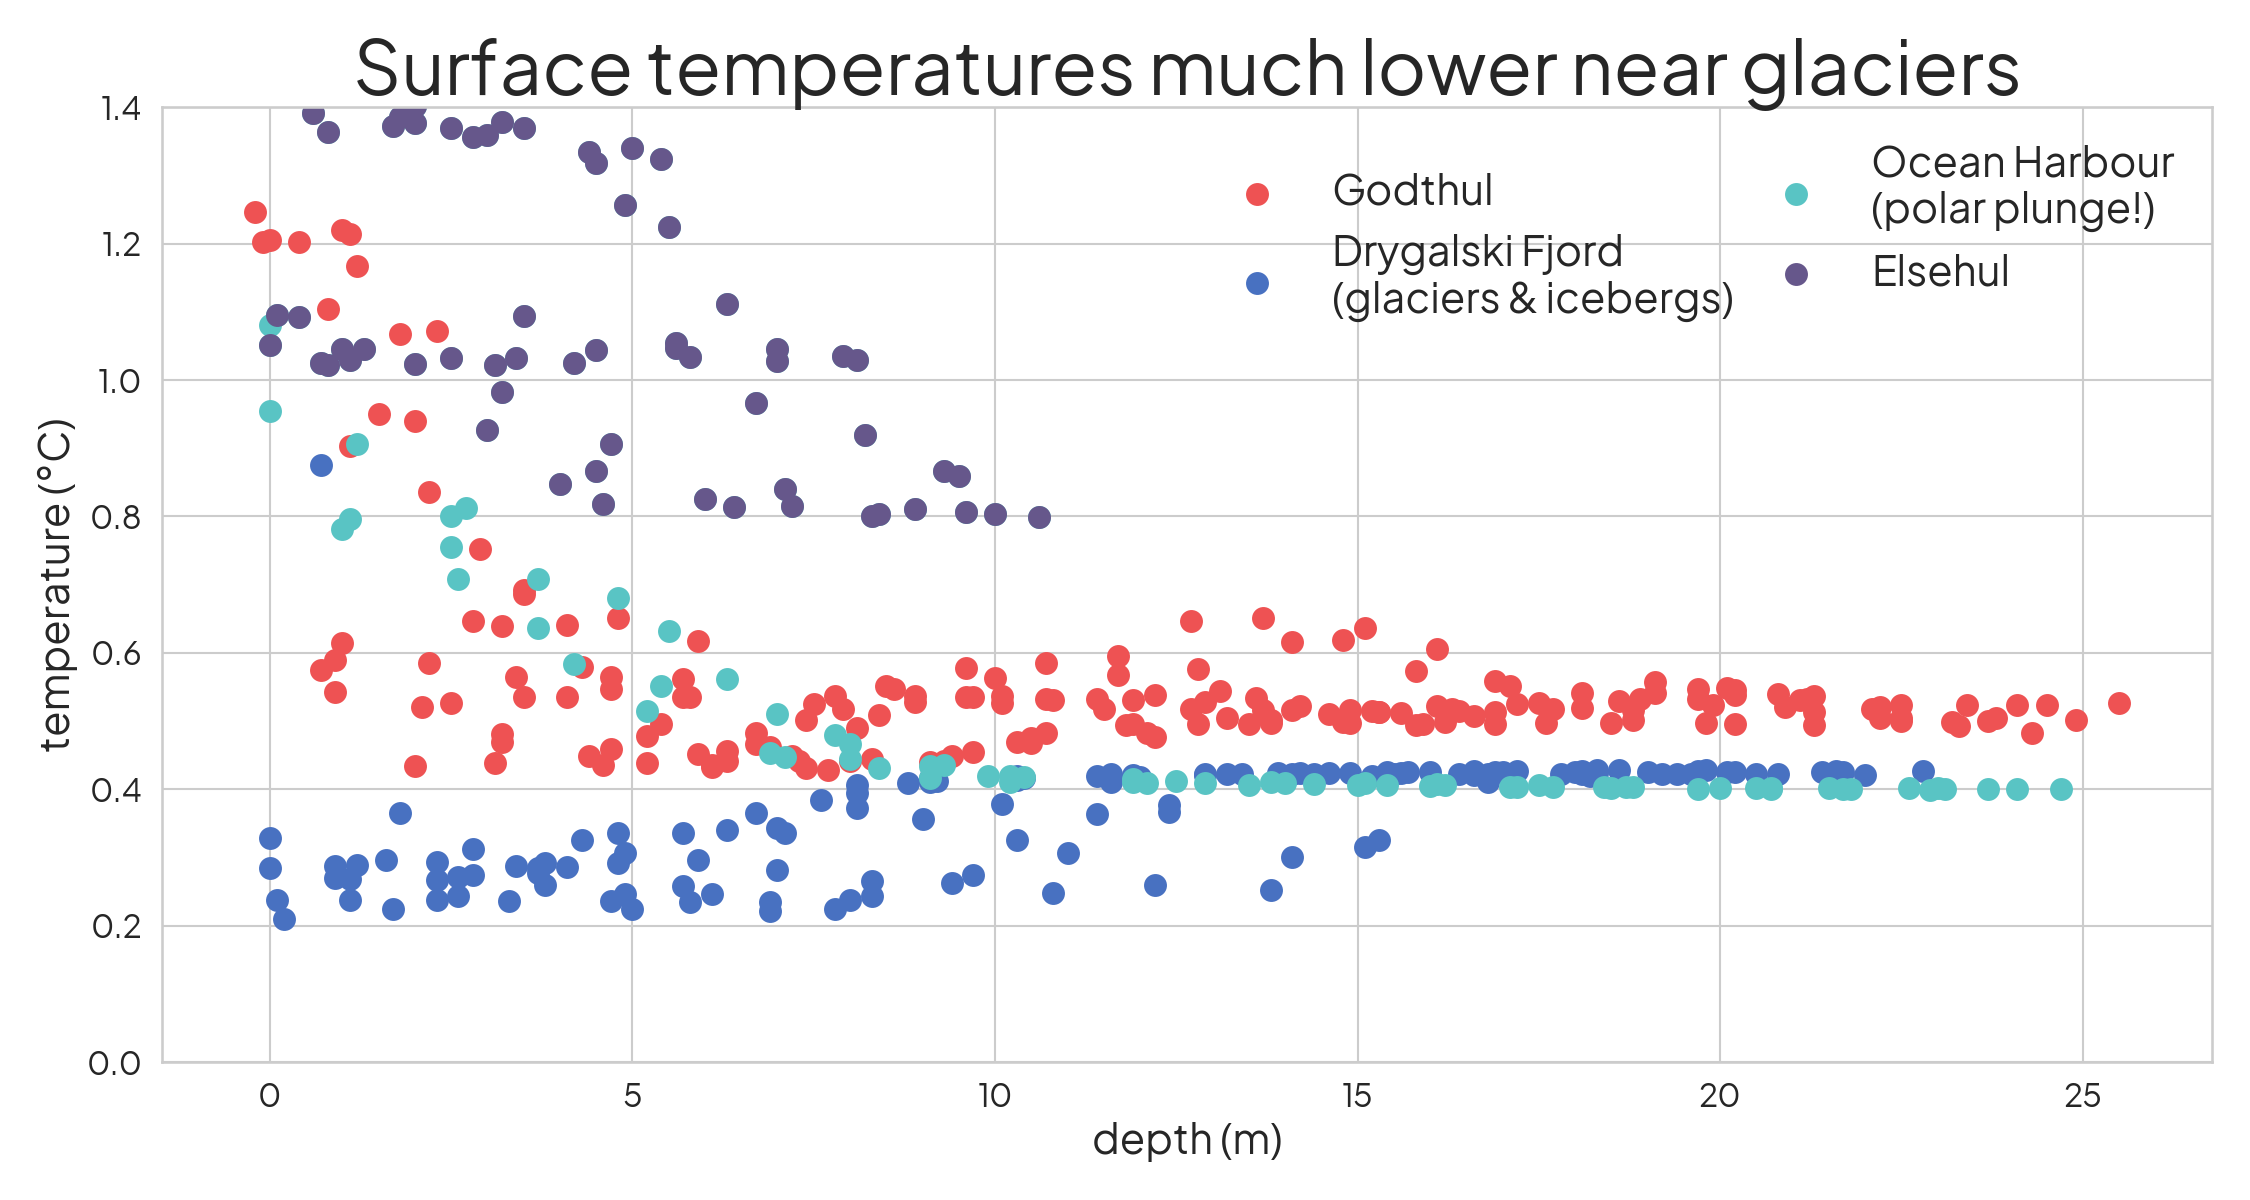 Surface temperatures much lower near glaciers
1.4
1.2
1.0
0.8
0.6
0.4
0.2
0.0
temperature (°C)
Godthul
Drygalski Fjord
(glaciers & icebergs)
Ocean Harbour
(polar plunge!)
Elsehul
0
5
10
15
20
25
depth (m)